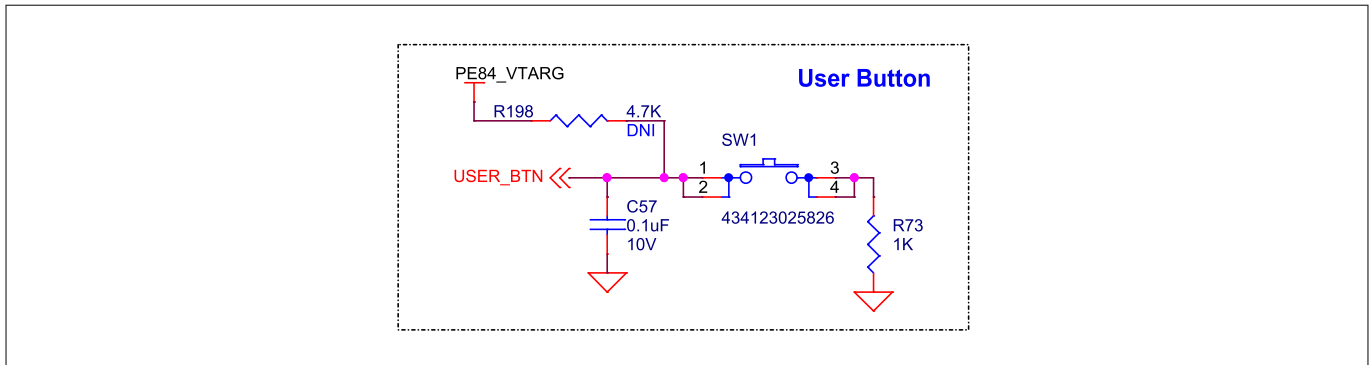 PE84_VTARG
User Button
R198
4.7K
DNI
SW1
USER_BTN
1
3
2
4
C57
0.1uF
10V
434123025826
R73
1K